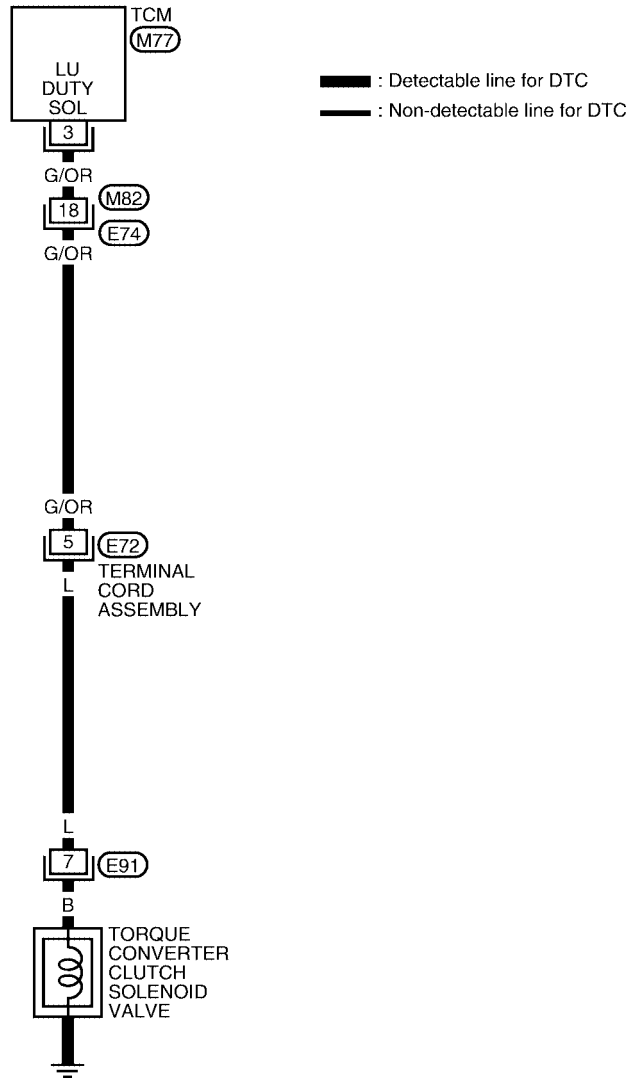 TCM
M77
LU
DUTY
SOL
3
: Detectable line for DTC
: Non-detectable line for DTC
G/OR
M82
18
E74
G/OR
G/OR
5
E72
TERMINAL
CORD
ASSEMBLY
L
L
7
E91
B
TORQUE
CONVERTER
CLUTCH
SOLENOID
VALVE